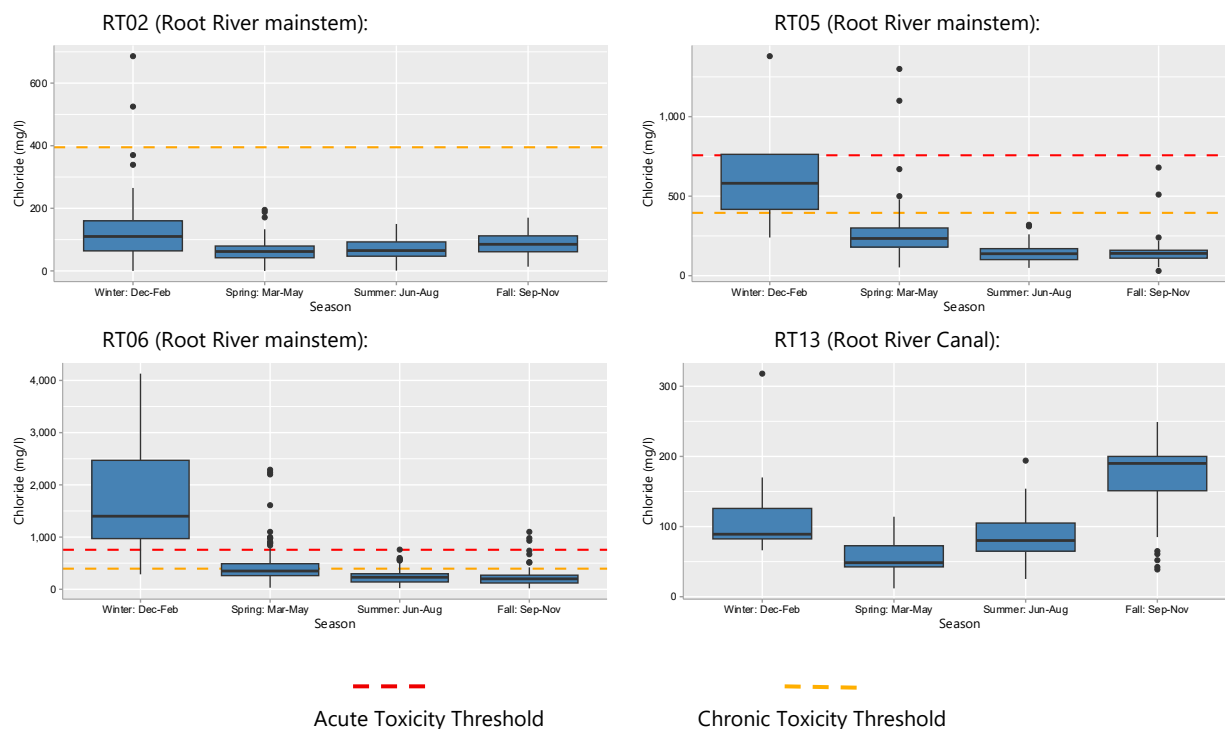 RT02 (Root River mainstem):
600
400
200
0
Chloride (mg/l)
Winter: Dec-Feb Spring: Mar-May Summer: Jun-Aug Fall: Sep-Nov
Season
RT05 (Root River mainstem):
1,000
500
0
Chloride (mg/l)
Winter: Dec-Feb Spring: Mar-May Summer: Jun-Aug Fall: Sep-Nov
Season
RT06 (Root River mainstem):
4,000
3,000
2,000
1,000
0
Chloride (mg/l)
Winter: Dec-Feb Spring: Mar-May Summer: Jun-Aug Fall: Sep-Nov
Season
RT13 (Root River Canal):
300
200
100
0
Chloride (mg/l)
Winter: Dec-Feb Spring: Mar-May Summer: Jun-Aug Fall: Sep-Nov
Season
Acute Toxicity Threshold
Chronic Toxicity Threshold